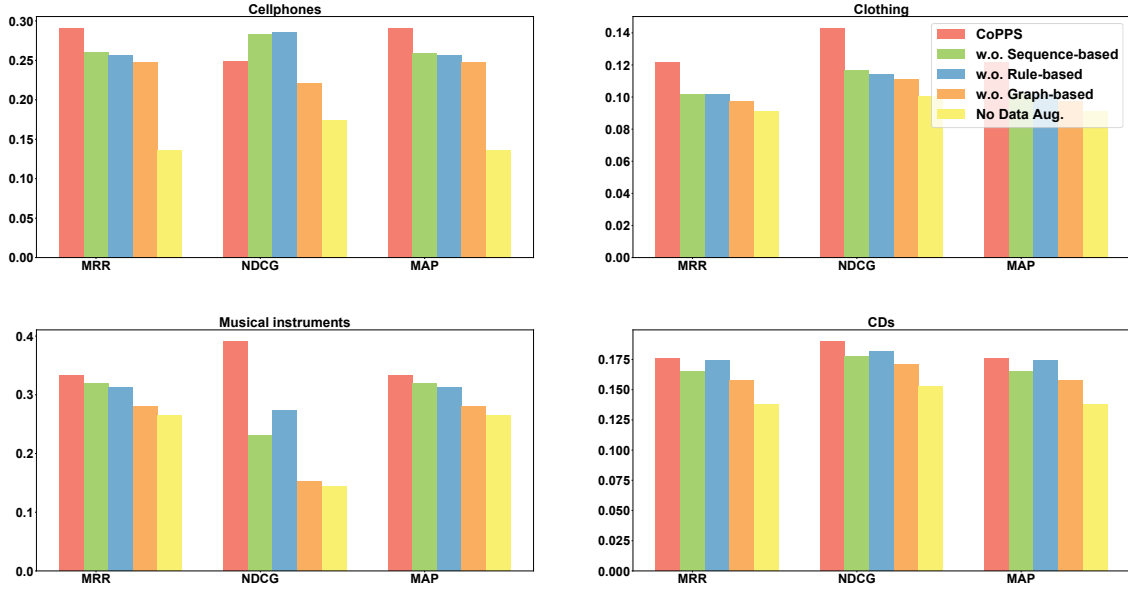 Cellphones
0.30
0.25
0.20
0.15
0.10
0.05
0.00
MRR NDCG MAP
Clothing
0.14
0.12
0.10
0.08
0.06
0.04
0.02
0.00
MRR NDCG MAP
CoPPS
w.o. Sequence-based
w.o. Rule-based
w.o. Graph-based
No Data Aug.
Musical instruments
0.4
0.3
0.2
0.1
0.0
MRR NDCG MAP
CDs
0.175
0.150
0.125
0.100
0.075
0.050
0.025
0.000
MRR NDCG MAP